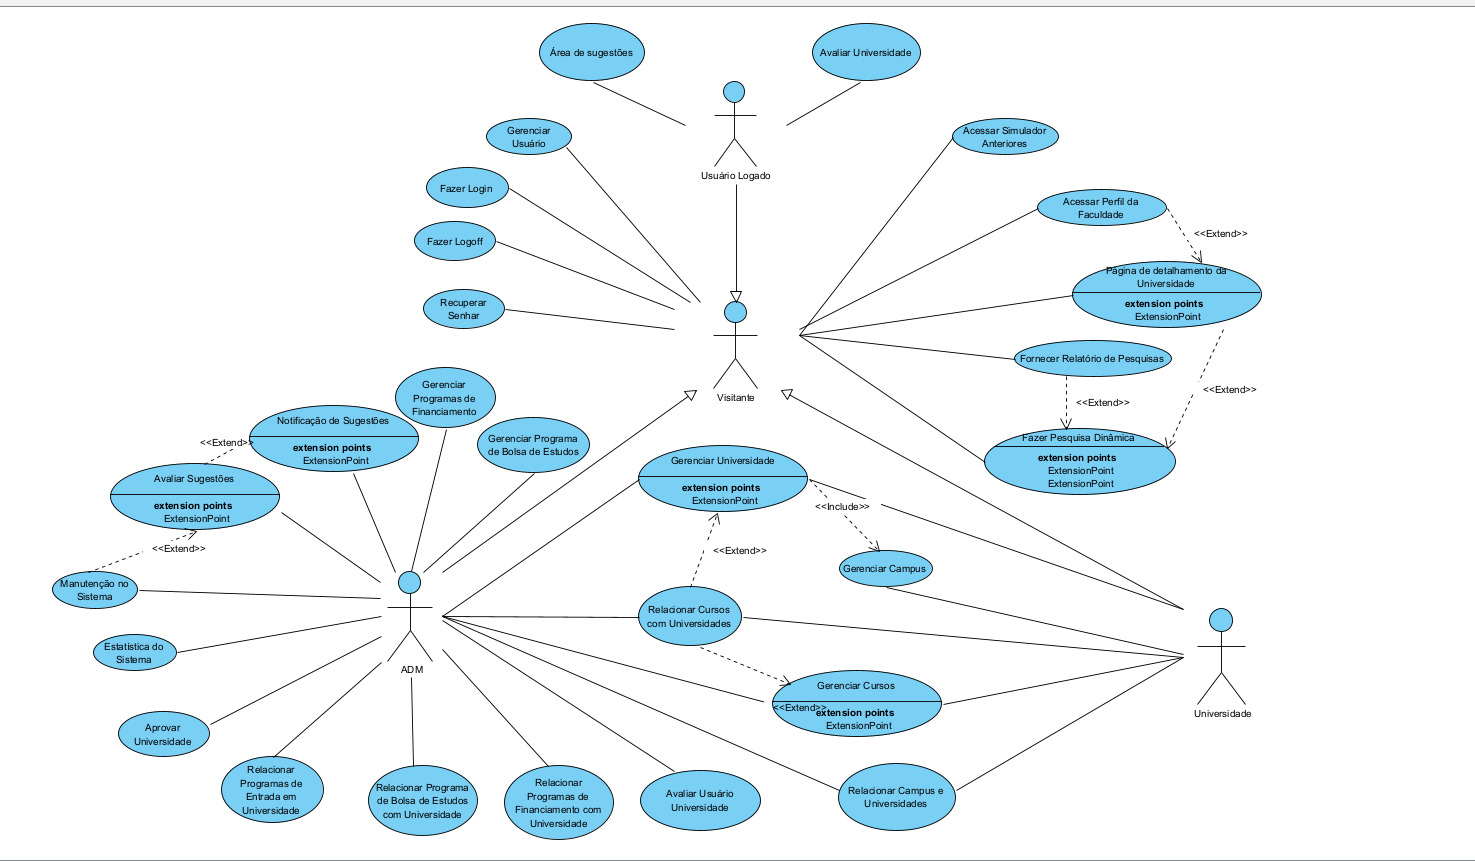 Área de sugestões
Avaliar Universidade
Gerenciar
Usuário
Acessar Simulador
Anteriores
Usuário Logado
Fazer Login
Acessar Perfil da
Faculdade
<<Extend>>
Fazer Logoff
Página de detalhamento da
Universidade
extension points
ExtensionPoint
Recuperar
Senhar
Fornecer Relatório de Pesquisas
<<Extend>>
<<Extend>>
Visitante
Gerenciar
Programas de
Financiamento
Notificação de Sugestões
extension points
ExtensionPoint
<<Extend>>
Gerenciar Programa
de Bolsa de Estudos
Fazer Pesquisa Dinâmica
extension points
ExtensionPoint
ExtensionPoint
Gerenciar Universidade
extension points
ExtensionPoint
Avaliar Sugestões
extension points
ExtensionPoint
<<Include>>
<<Extend>>
<<Extend>>
Gerenciar Campus
Manutenção no
Sistema
Relacionar Cursos
com Universidades
Estatística do
Sistema
ADM
Gerenciar Cursos
<<Extend>>
extension points
ExtensionPoint
Universidade
Aprovar
Universidade
Relacionar
Programas de
Entrada em
Universidade
Relacionar Programa
de Bolsa de Estudos
com Universidade
Relacionar
Programas de
Financiamento com
Universidade
Avaliar Usuário
Universidade
Relacionar Campus e
Universidades